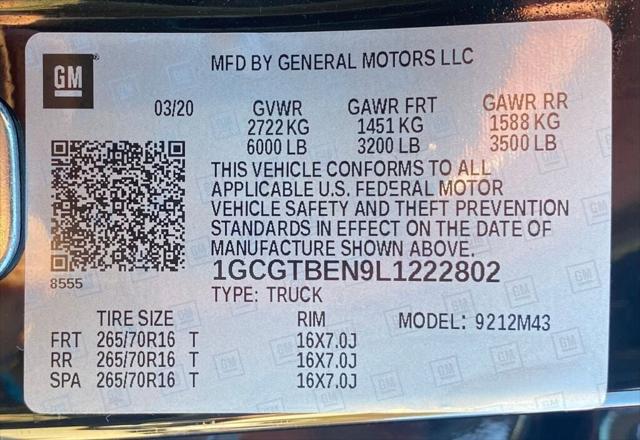 GM
MFD BY GENERAL MOTORS LLC
03/20 GVWR GAWR FRT GAWR RR
2722 KG 1451 KG 1588 KG
6000 LB 3200 LB 3500 LB
THIS VEHICLE CONFORMS TO ALL
APPLICABLE U.S. FEDERAL MOTOR
VEHICLE SAFETY AND THEFT PREVENTION
STANDARDS IN EFFECT ON THE DATE OF
MANUFACTURE SHOWN ABOVE.
1GCGTBEN9L1222802
8555
TYPE: TRUCK
TIRE SIZE RIM MODEL: 9212M43
FRT 265/70R16 T 16X7.0J
RR 265/70R16 T 16X7.0J
SPA 265/70R16 T 16X7.0J